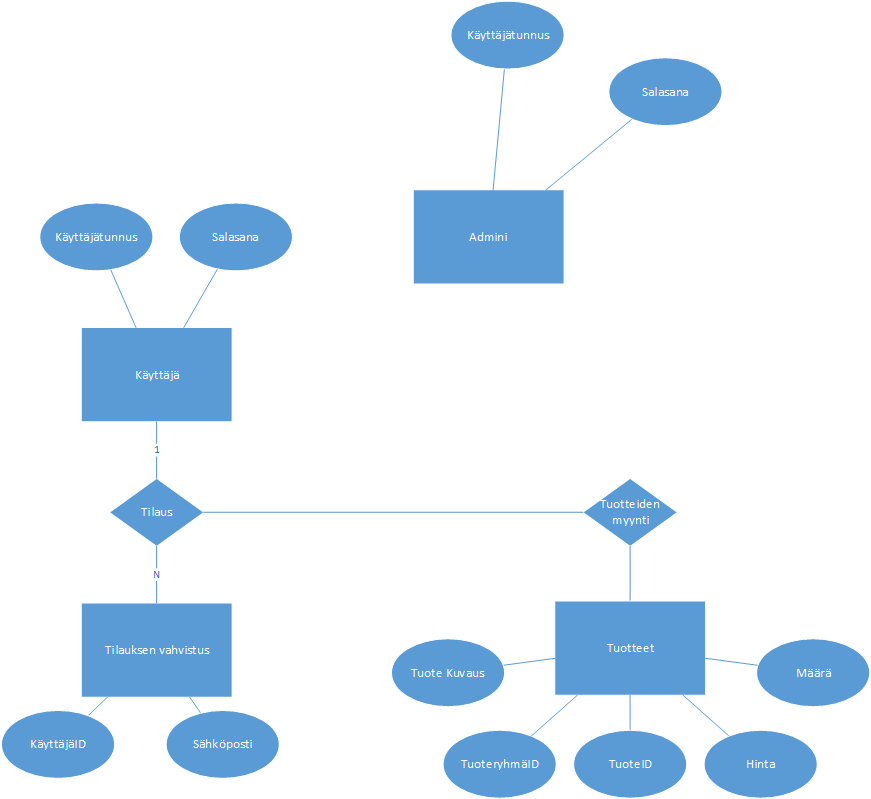 Käyttäjätunnus
Salasana
Admini
Käyttäjätunnus
Salasana
Käyttäjä
1
Tilaus
Tuotteiden
myynti
N
Tilauksen vahvistus
Tuotteet
Tuote Kuvaus
Määrä
KäyttäjäID
Sähköposti
TuoteryhmäID
TuoteID
Hinta